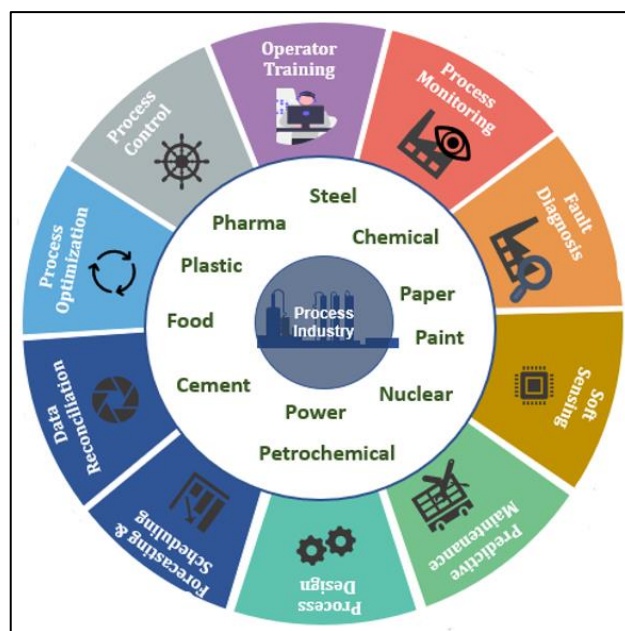 Operator
Training
Process
Monitoring
Fault
Diagnosis
Soft
Sensing
Predictive
Maintenance
Process
Design
Forecasting &
Scheduling
Data
Reconciliation
Process
Optimization
Process
Control
Steel
Pharma
Chemical
Plastic
Paper
Food
Paint
Cement
Nuclear
Power
Petrochemical
Process
Industry